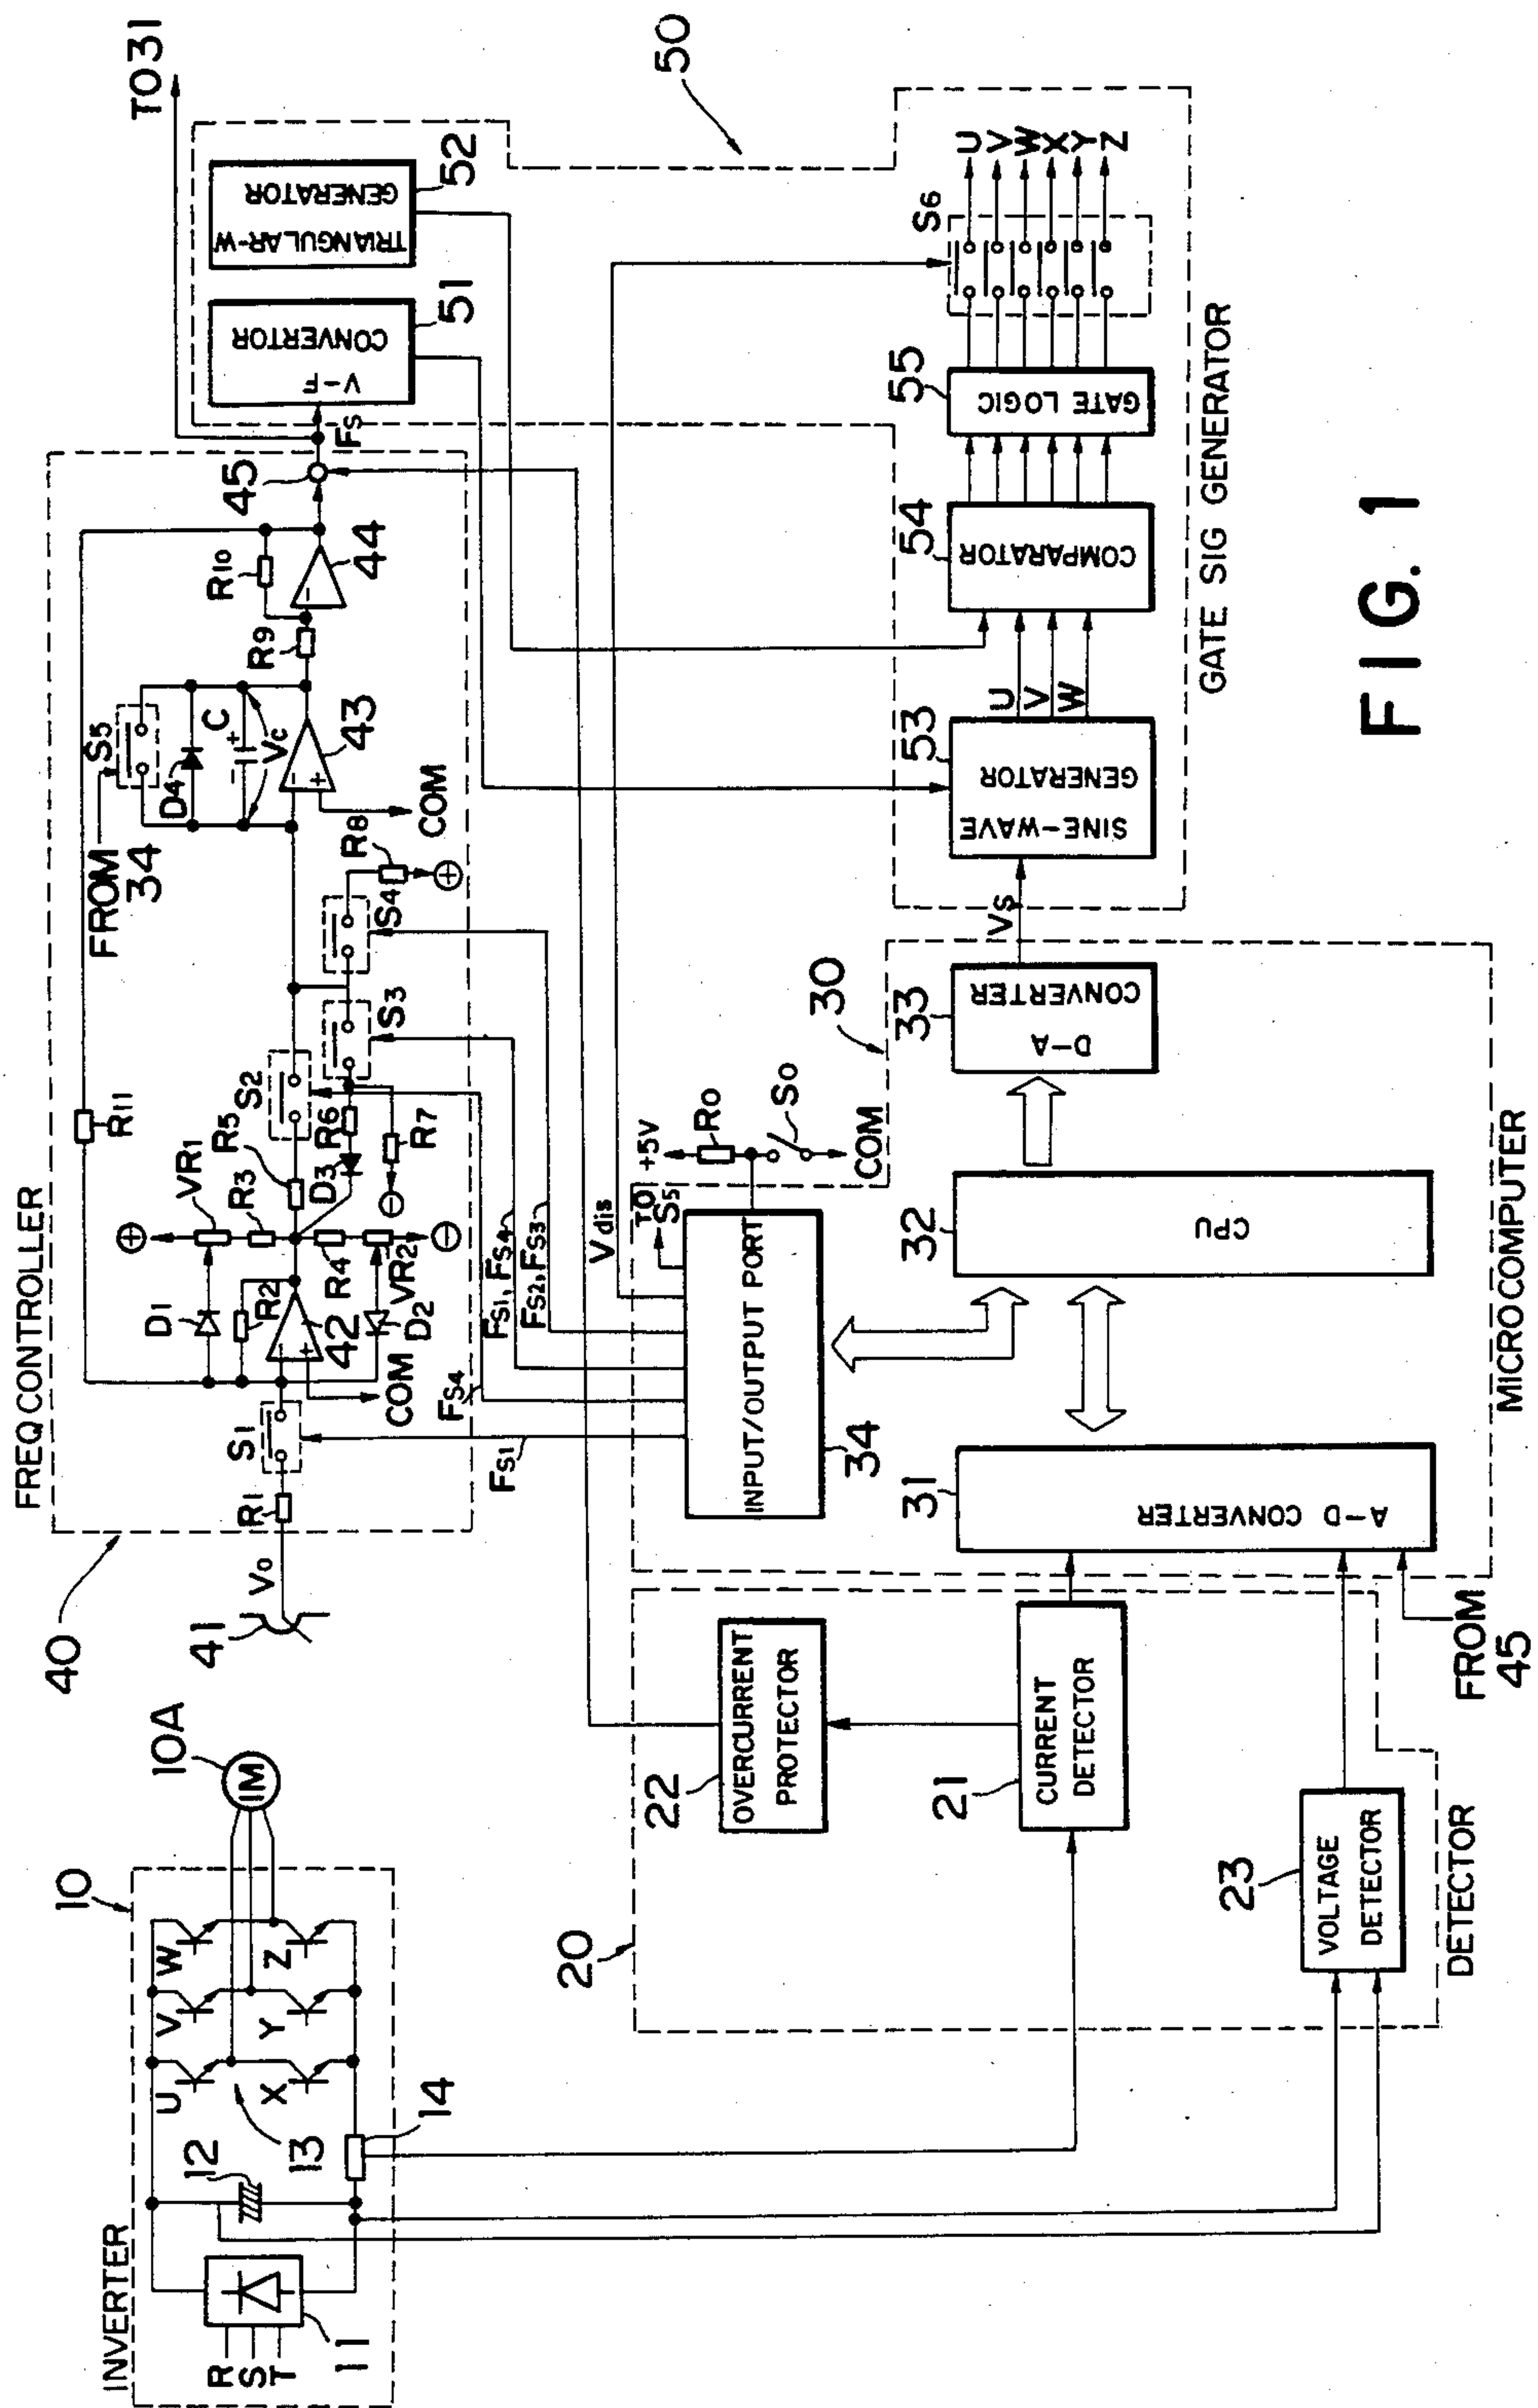 INVERTER
10
R
S
T
11
12
13
14
U
V
W
X
Y
Z
IM
10A
40
FREQ CONTROLLER
41
Vo
R1
S1
COM
42
R2
D1
VR1
R3
R4
VR2
D2
R5
D3
R6
R7
S2
S3
S4
R8
R11
FROM
34
S5
D4
C
+
−
Vc
43
COM
R9
R10
44
45
Fs
TO31
FS1
FS4
FS1, FS4
FS2, FS3
Vdis
20
22
OVERCURRENT
PROTECTOR
21
CURRENT
DETECTOR
23
VOLTAGE
DETECTOR
DETECTOR
FROM
45
30
INPUT/OUTPUT PORT
34
TO
S5
+5V
Ro
So
COM
31
A-D CONVERTER
32
CPU
33
D-A
CONVERTER
MICROCOMPUTER
Vs
50
V-F
CONVERTOR
51
TRIANGULAR-W
GENERATOR
52
SINE-WAVE
GENERATOR
53
U
V
W
COMPARATOR
54
GATE LOGIC
55
S6
U
V
W
X
Y
Z
GATE SIG GENERATOR
FIG. 1